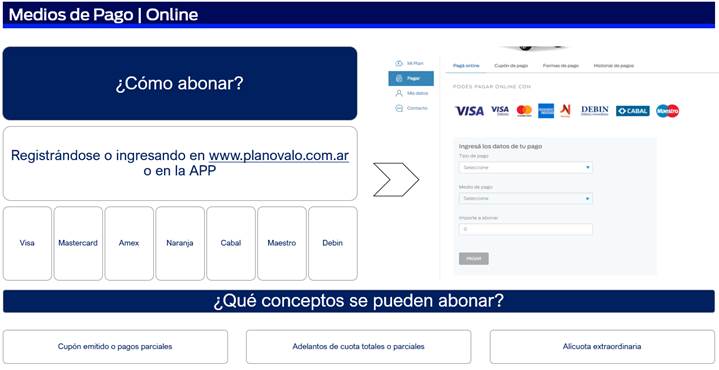 Medios de Pago | Online
¿Cómo abonar?
Registrándose o ingresando en www.planovalo.com.ar
o en la APP
Visa
Mastercard
Amex
Naranja
Cabal
Maestro
Debin
Mi Plan
Pagar
Mis datos
Contacto
Pagá online
Cupón de pago
Formas de pago
Historial de pagos
PODÉS PAGAR ONLINE CON
VISA
VISA
mastercard
AMERICAN EXPRESS
DEBIN
CABAL
Maestro
Ingresá los datos de tu pago
Tipo de pago
Seleccione
Medio de pago
Seleccione
Importe a abonar
0
PAGAR
¿Qué conceptos se pueden abonar?
Cupón emitido o pagos parciales
Adelantos de cuota totales o parciales
Alícuota extraordinaria